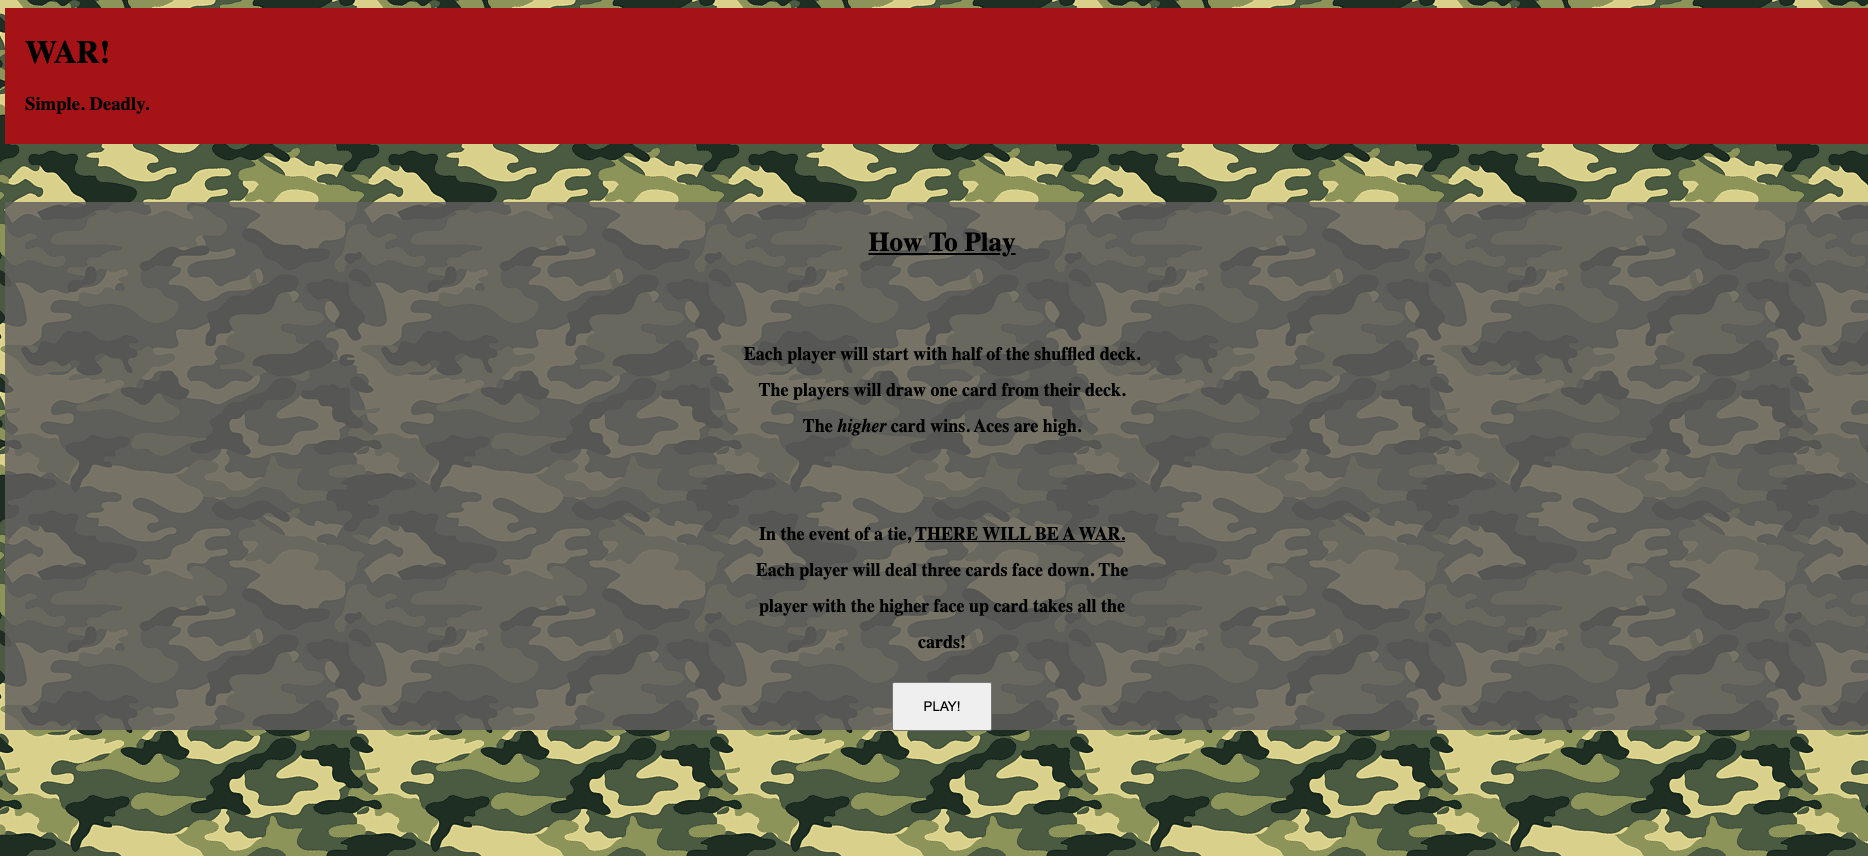 WAR!
Simple. Deadly.
How To Play
Each player will start with half of the shuffled deck.
The players will draw one card from their deck.
The higher card wins. Aces are high.
In the event of a tie, THERE WILL BE A WAR.
Each player will deal three cards face down. The
player with the higher face up card takes all the
cards!
PLAY!